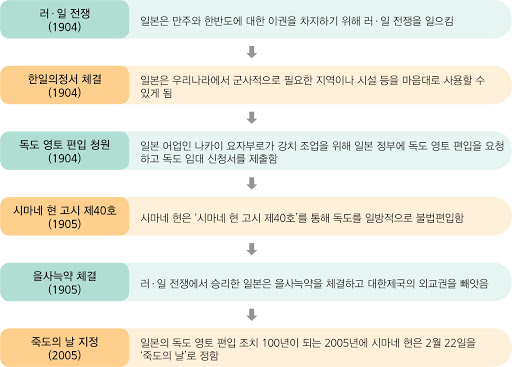 러·일 전쟁
(1904)
일본은 만주와 한반도에 대한 이권을 차지하기 위해 러·일 전쟁을 일으킴
한일의정서 체결
(1904)
일본은 우리나라에서 군사적으로 필요한 지역이나 시설 등을 마음대로 사용할 수
있게 됨
독도 영토 편입 청원
(1904)
일본 어업인 나카이 요자부로가 강치 조업을 위해 일본 정부에 독도 영토 편입을 요청
하고 독도 임대 신청서를 제출함
시마네 현 고시 제40호
(1905)
시마네 현은 ‘시마네 현 고시 제40호’를 통해 독도를 일방적으로 불법편입함
을사늑약 체결
(1905)
러·일 전쟁에서 승리한 일본은 을사늑약을 체결하고 대한제국의 외교권을 빼앗음
죽도의 날 지정
(2005)
일본의 독도 영토 편입 조치 100년이 되는 2005년에 시마네 현은 2월 22일을
‘죽도의 날’로 정함